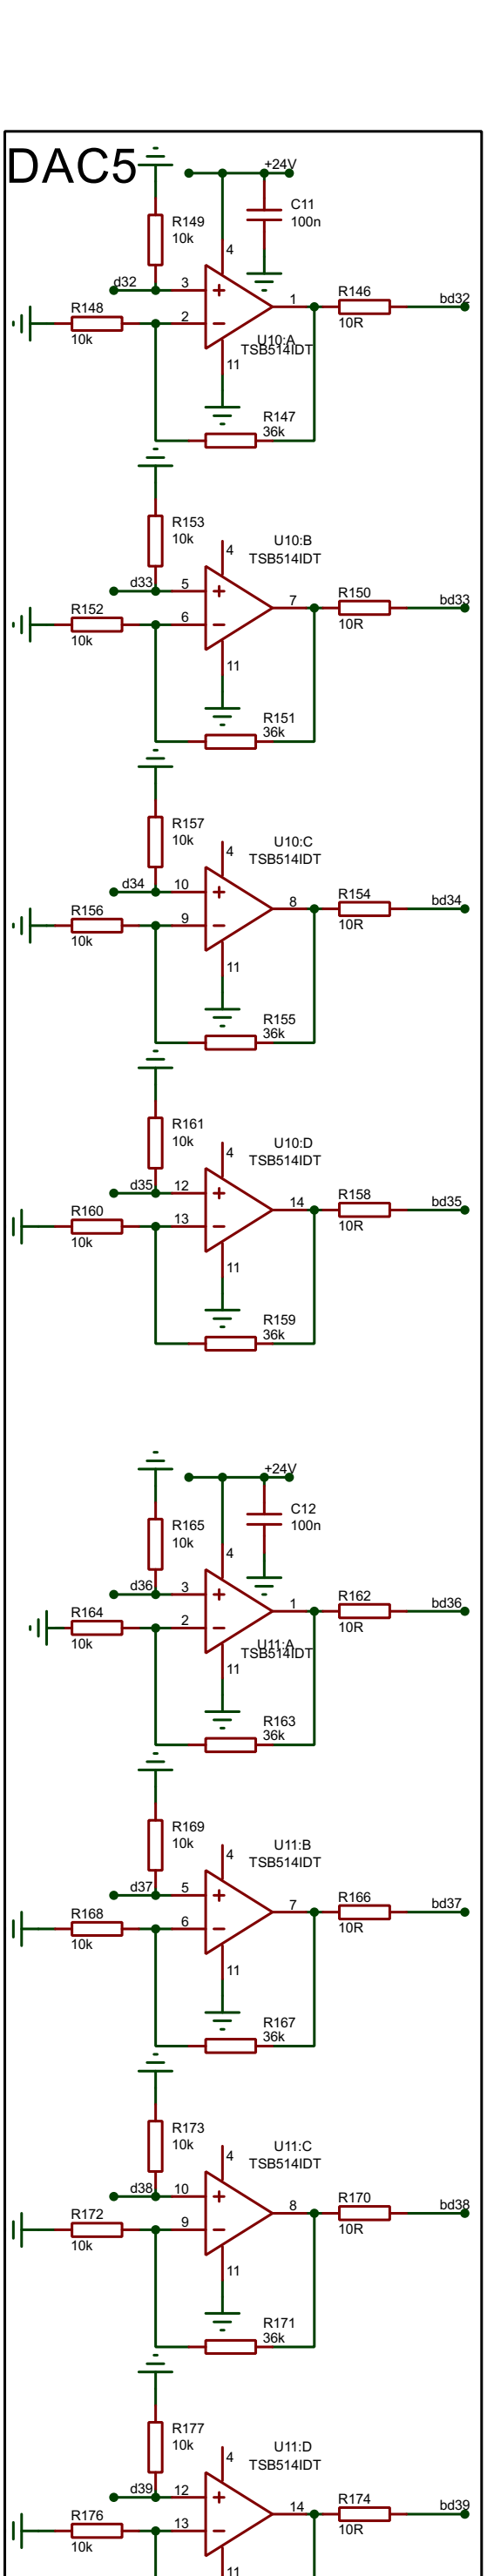 DAC5
+24V
C11
100n
R149
10k
4
d32
3
R148
10k
2
1
R146
10R
bd32
U10:A
TSB514IDT
11
R147
36k
R153
10k
U10:B
TSB514IDT
4
d33
5
R152
10k
6
7
R150
10R
bd33
11
R151
36k
R157
10k
U10:C
TSB514IDT
4
d34
10
R156
10k
9
8
R154
10R
bd34
11
R155
36k
R161
10k
U10:D
TSB514IDT
4
d35
12
R160
10k
13
14
R158
10R
bd35
11
R159
36k
+24V
C12
100n
R165
10k
4
d36
3
R164
10k
2
1
R162
10R
bd36
U11:A
TSB514IDT
11
R163
36k
R169
10k
U11:B
TSB514IDT
4
d37
5
R168
10k
6
7
R166
10R
bd37
11
R167
36k
R173
10k
U11:C
TSB514IDT
4
d38
10
R172
10k
9
8
R170
10R
bd38
11
R171
36k
R177
10k
U11:D
TSB514IDT
4
d39
12
R176
10k
13
14
R174
10R
bd39
11